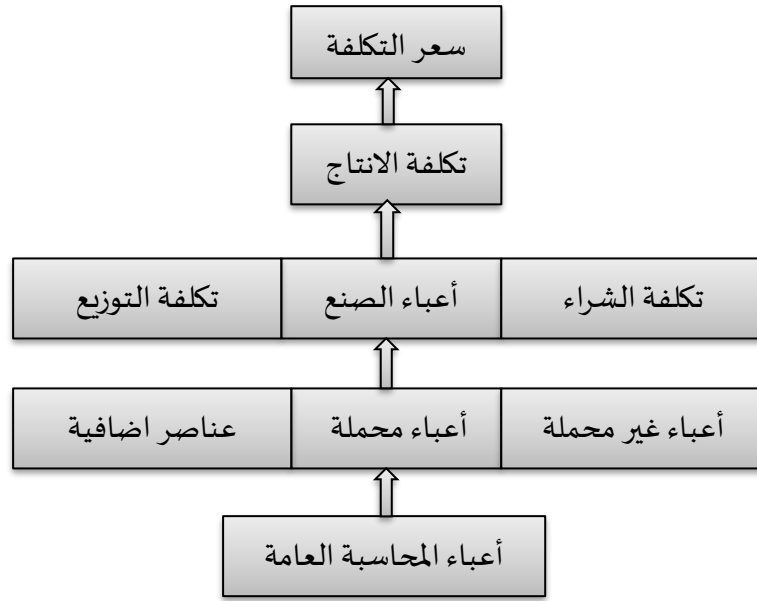 سعر التكلفة
تكلفة الانتاج
تكلفة الشراء
أعباء الصنع
تكلفة التوزيع
أعباء غير محملة
أعباء محملة
عناصر اضافية
أعباء المحاسبة العامة